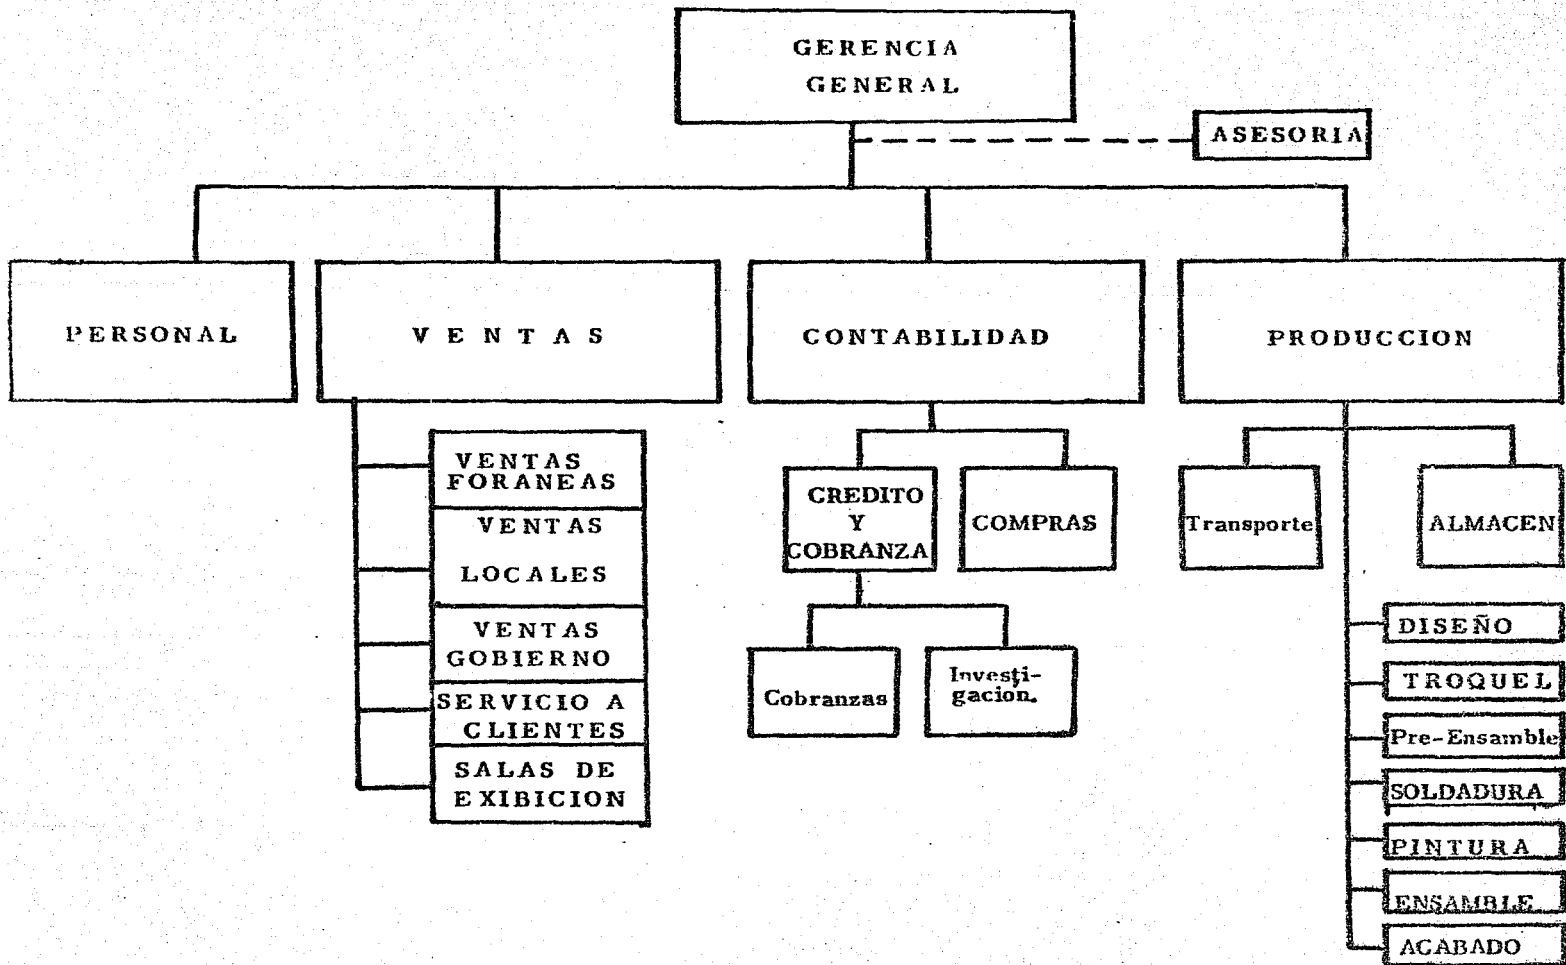 GERENCIA
GENERAL
ASESORIA
PERSONAL
VENTAS
CONTABILIDAD
PRODUCCION
VENTAS
FORANEAS
VENTAS
LOCALES
VENTAS
GOBIERNO
SERVICIO A
CLIENTES
SALAS DE
EXIBICION
CREDITO
Y
COBRANZA
COMPRAS
Cobranzas
Investi-
gacion.
Transporte
ALMACEN
DISEÑO
TROQUEL
Pre-Ensamble
SOLDADURA
PINTURA
ENSAMBLE
ACABADO